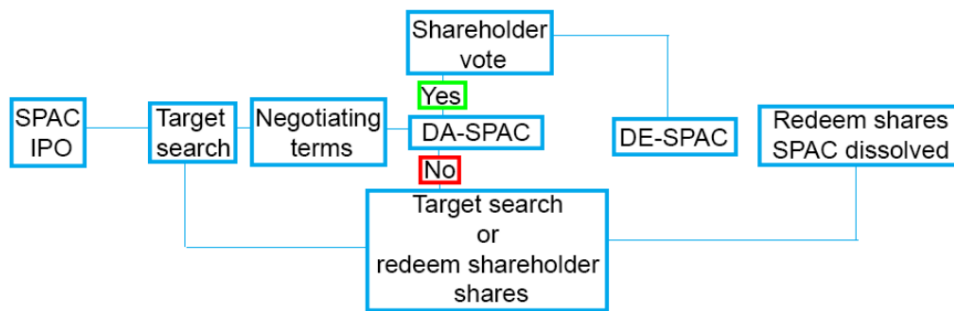 Shareholder
vote
Yes
SPAC
IPO
Target
search
Negotiating
terms
DA-SPAC
DE-SPAC
Redeem shares
SPAC dissolved
No
Target search
or
redeem shareholder
shares